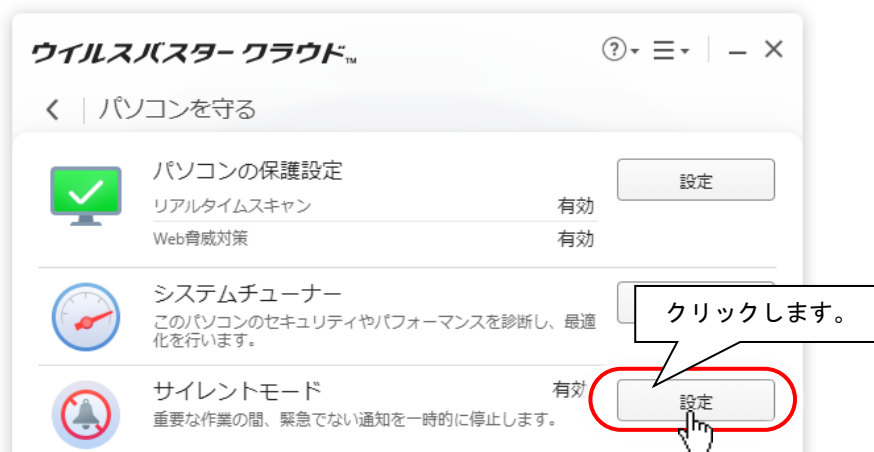 ウイルスバスター クラウド™
パソコンを守る
パソコンの保護設定
設定
リアルタイムスキャン 有効
Web脅威対策 有効
システムチューナー
このパソコンのセキュリティやパフォーマンスを診断し、最適
化を行います。
クリックします。
サイレントモード 有効
重要な作業の間、緊急でない通知を一時的に停止します。
設定